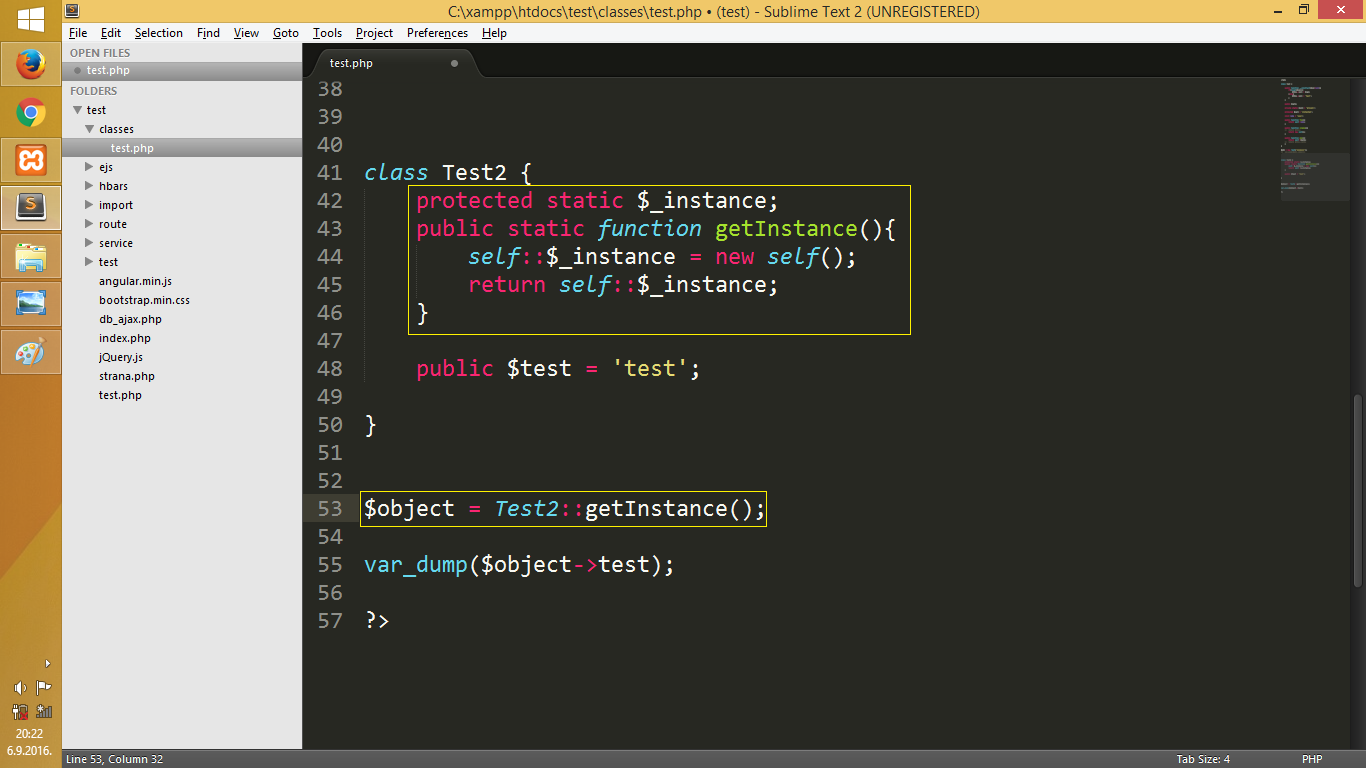 C:\xampp\htdocs\test\classes\test.php • (test) - Sublime Text 2 (UNREGISTERED)
File Edit Selection Find View Goto Tools Project Preferences Help
OPEN FILES
test.php
FOLDERS
test
classes
test.php
ejs
hbars
import
route
service
test
angular.min.js
bootstrap.min.css
db_ajax.php
index.php
jQuery.js
strana.php
test.php
test.php
38
39
40
41 class Test2 {
42 protected static $_instance;
43 public static function getInstance(){
44 self::$_instance = new self();
45 return self::$_instance;
46 }
47
48 public $test = 'test';
49
50 }
51
52
53 $object = Test2::getInstance();
54
55 var_dump($object->test);
56
57 ?>
20:22
6.9.2016.
Line 53, Column 32
Tab Size: 4
PHP